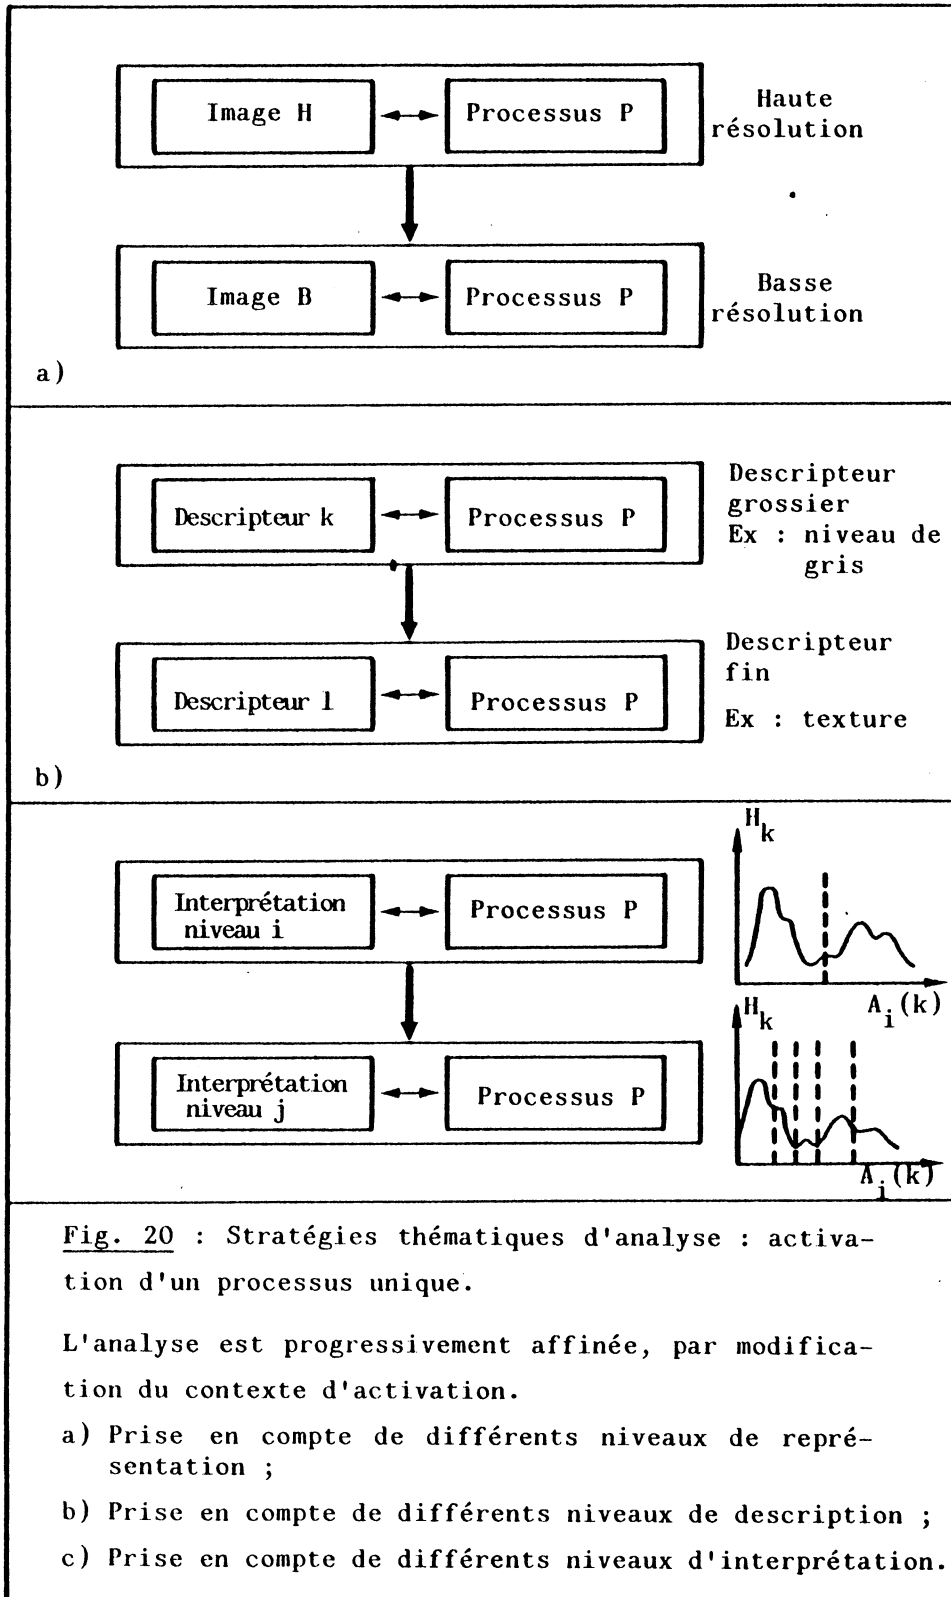 Image H
Processus P
Haute
résolution
Image B
Processus P
Basse
résolution
a)
Descripteur k
Processus P
Descripteur
grossier
Ex : niveau de
gris
Descripteur l
Processus P
Descripteur
fin
Ex : texture
b)
Interprétation
niveau i
Processus P
H_k
A_i(k)
Interprétation
niveau j
Processus P
H_k
A_j(k)
Fig. 20 : Stratégies thématiques d'analyse : activa-
tion d'un processus unique.
L'analyse est progressivement affinée, par modifica-
tion du contexte d'activation.
a) Prise en compte de différents niveaux de repré-
sentation ;
b) Prise en compte de différents niveaux de description ;
c) Prise en compte de différents niveaux d'interprétation.